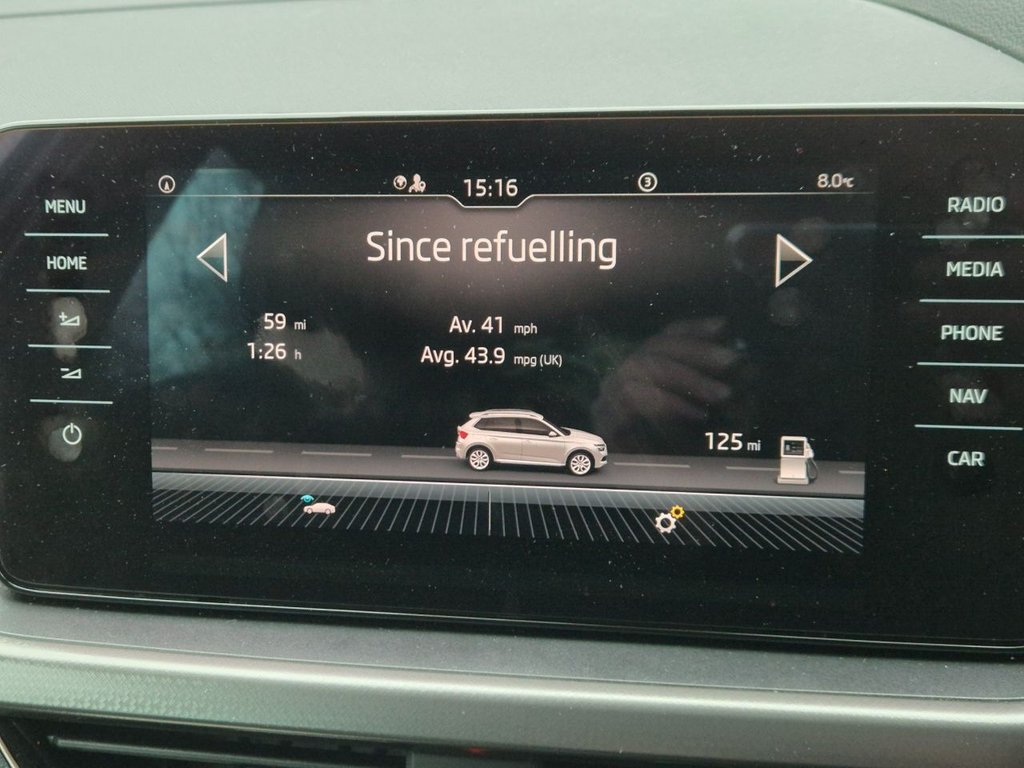 MENU
HOME
15:16
3
8.0°C
Since refuelling
59 mi
1:26 h
Av. 41 mph
Avg. 43.9 mpg (UK)
125 mi
RADIO
MEDIA
PHONE
NAV
CAR